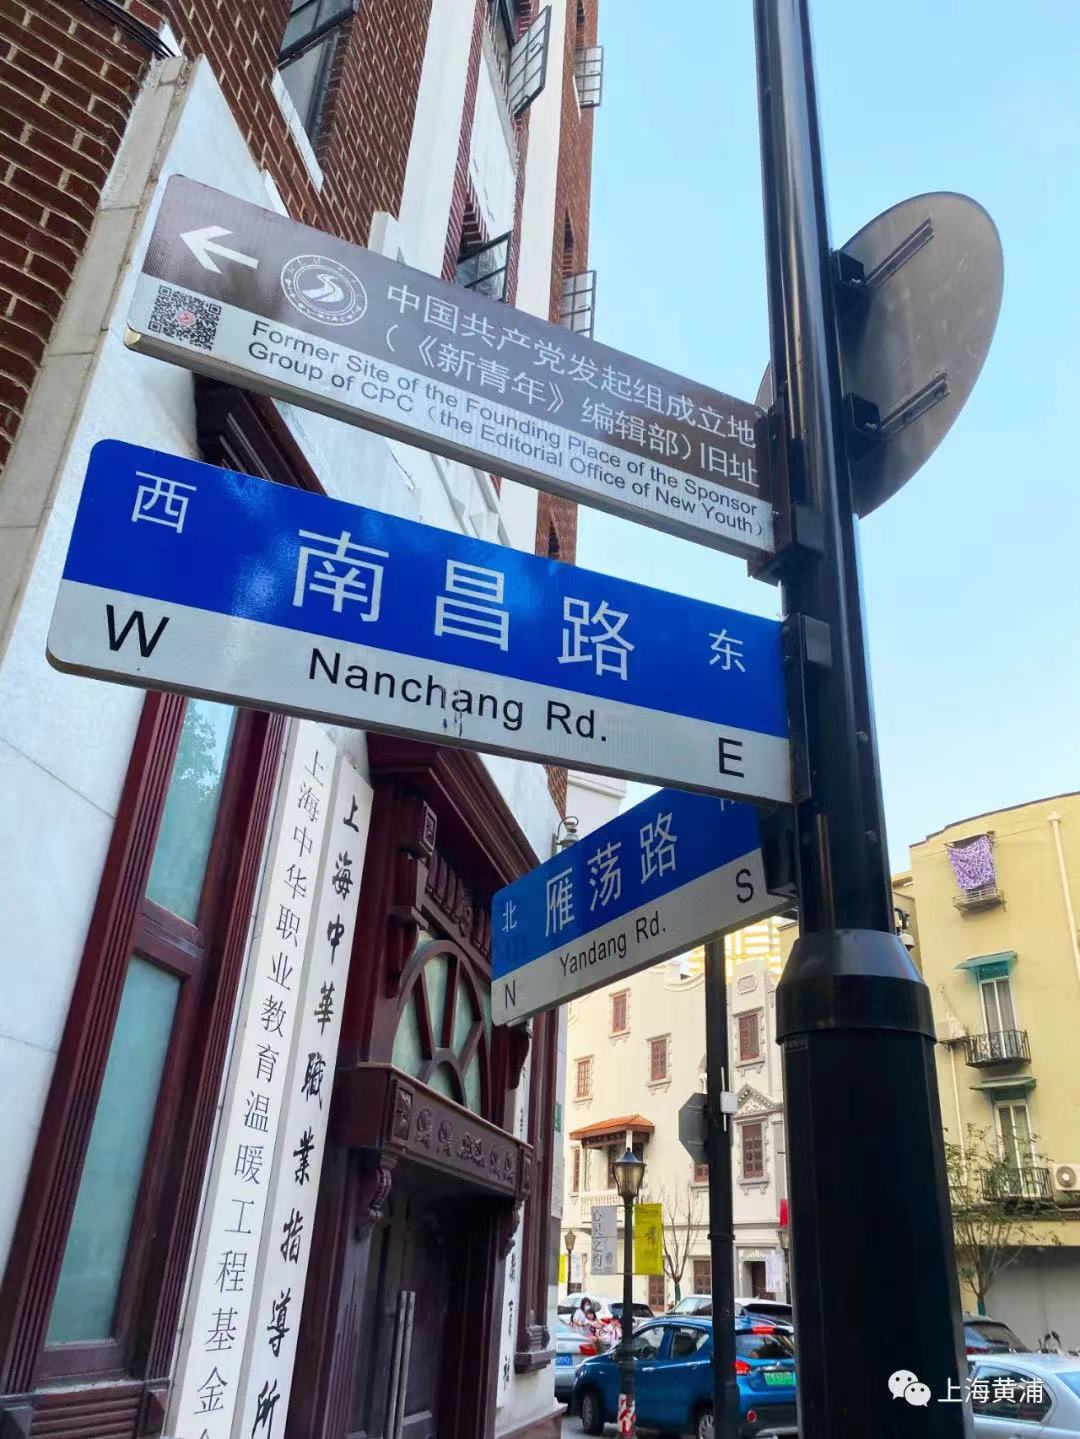 中国共产党发起组成立地
(《新青年》编辑部)旧址
Former Site of the Founding Place of the Sponsor
Group of CPC (the Editorial Office of New Youth)
西
南昌路
东
W
Nanchang Rd.
E
北
雁荡路
N
Yandang Rd.
S
上海中华职业教育温暖工程基金
上海中華職業指導所
心灵之约
上海黄浦